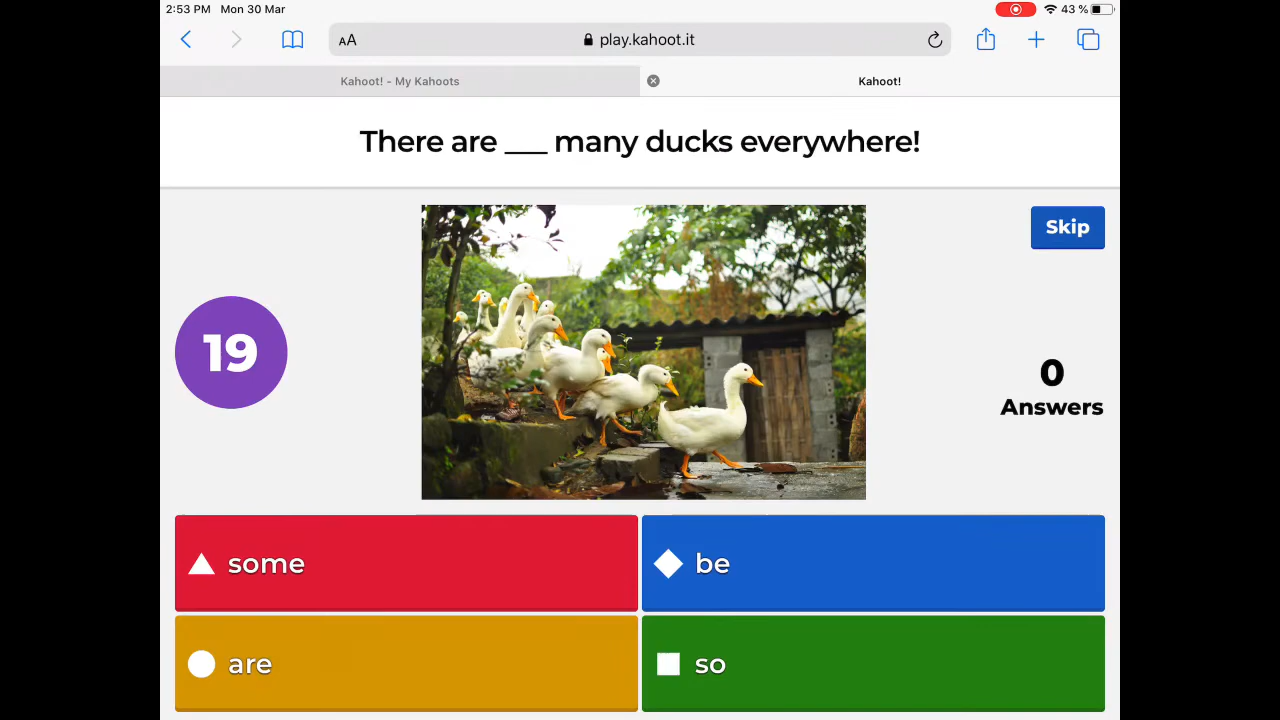 2:53 PM Mon 30 Mar
43 %
AA
play.kahoot.it
Kahoot! - My Kahoots
Kahoot!
There are ___ many ducks everywhere!
Skip
19
0
Answers
some
be
are
so